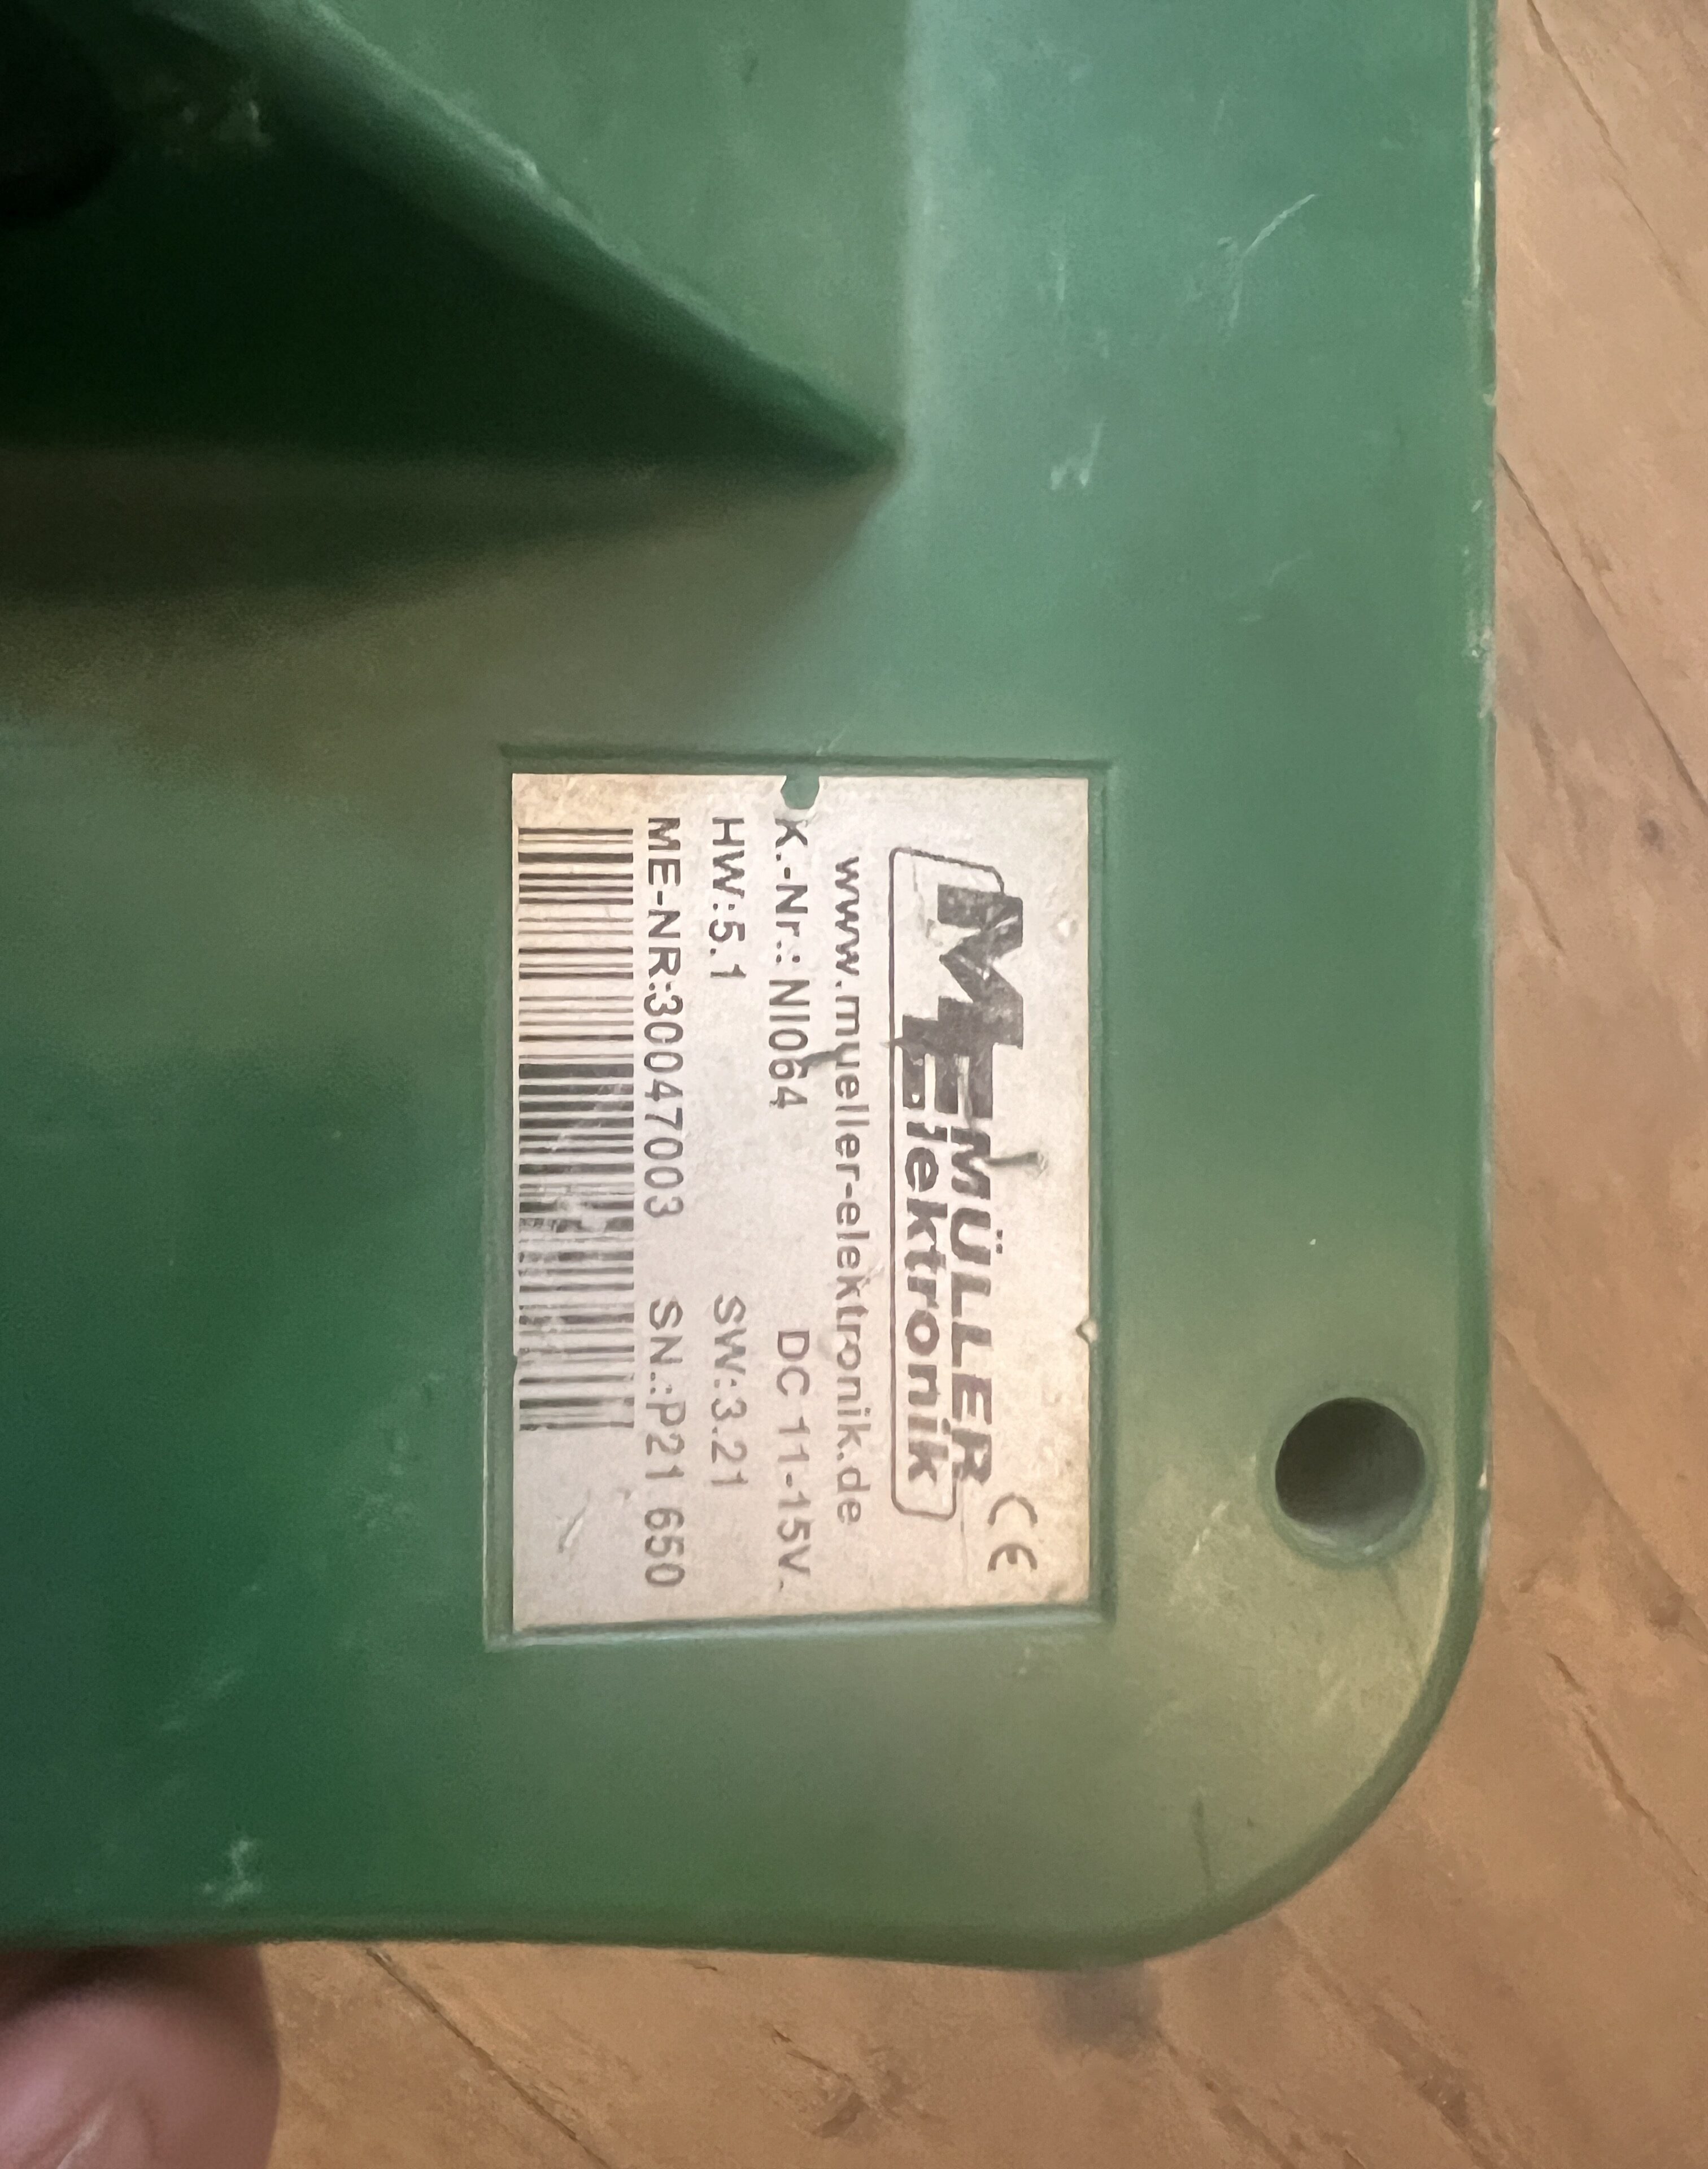 CE
ME MÜLLER
Elektronik
www.mueller-elektronik.de
K.-Nr.: NI064 DC 11-15V-
HW:5.1 SW:3.21
ME-NR:30047003 SN.:P21 650